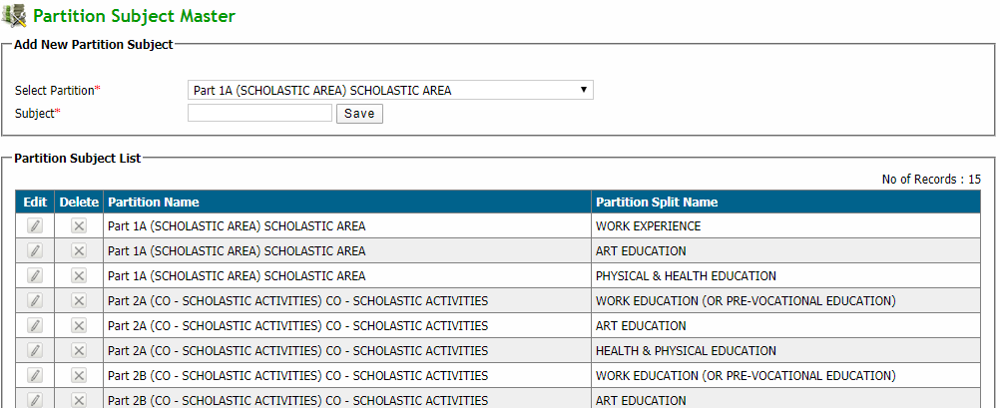 Partition Subject Master
Add New Partition Subject
Select Partition* Part 1A (SCHOLASTIC AREA) SCHOLASTIC AREA
Subject* Save
Partition Subject List
No of Records : 15
Edit Delete Partition Name Partition Split Name
Part 1A (SCHOLASTIC AREA) SCHOLASTIC AREA WORK EXPERIENCE
Part 1A (SCHOLASTIC AREA) SCHOLASTIC AREA ART EDUCATION
Part 1A (SCHOLASTIC AREA) SCHOLASTIC AREA PHYSICAL & HEALTH EDUCATION
Part 2A (CO - SCHOLASTIC ACTIVITIES) CO - SCHOLASTIC ACTIVITIES WORK EDUCATION (OR PRE-VOCATIONAL EDUCATION)
Part 2A (CO - SCHOLASTIC ACTIVITIES) CO - SCHOLASTIC ACTIVITIES ART EDUCATION
Part 2A (CO - SCHOLASTIC ACTIVITIES) CO - SCHOLASTIC ACTIVITIES HEALTH & PHYSICAL EDUCATION
Part 2B (CO - SCHOLASTIC ACTIVITIES) CO - SCHOLASTIC ACTIVITIES WORK EDUCATION (OR PRE-VOCATIONAL EDUCATION)
Part 2B (CO - SCHOLASTIC ACTIVITIES) CO - SCHOLASTIC ACTIVITIES ART EDUCATION